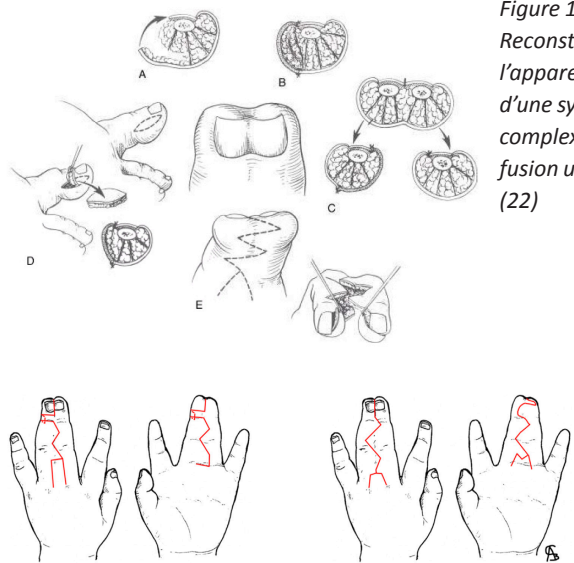 Figure 1
Reconst
l'appare
d'une sy
complex
fusion u
(22)
A
B
C
D
E